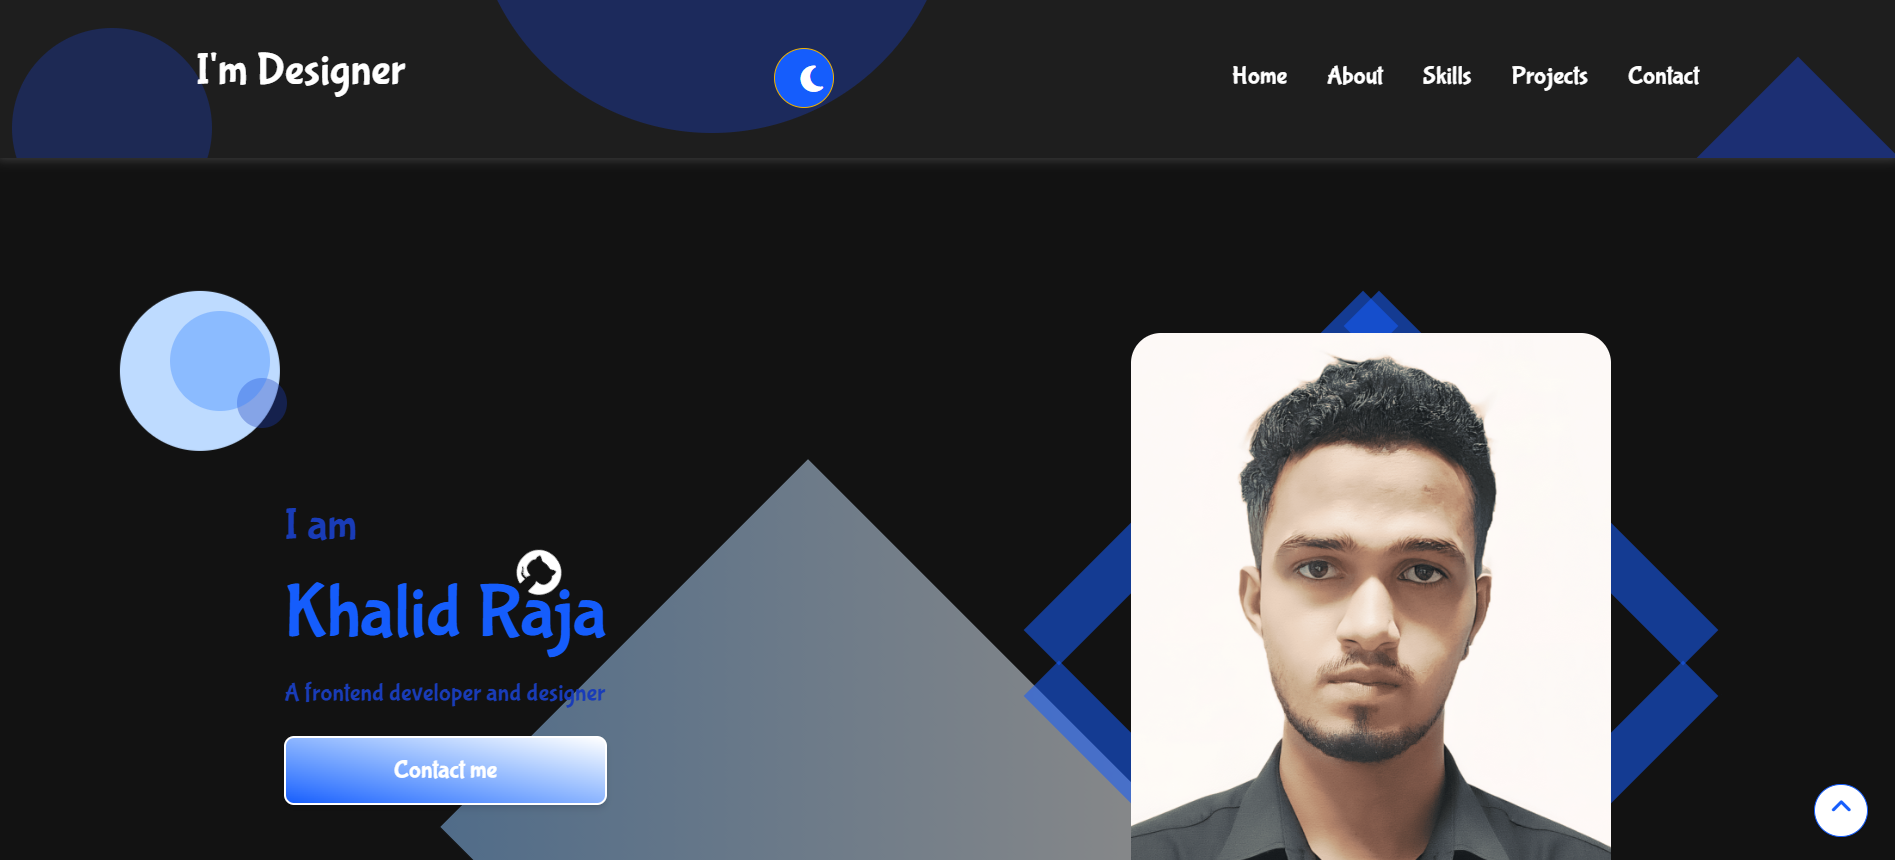 I'm Designer
Home About Skills Projects Contact
I am
Khalid Raja
A frontend developer and designer
Contact me